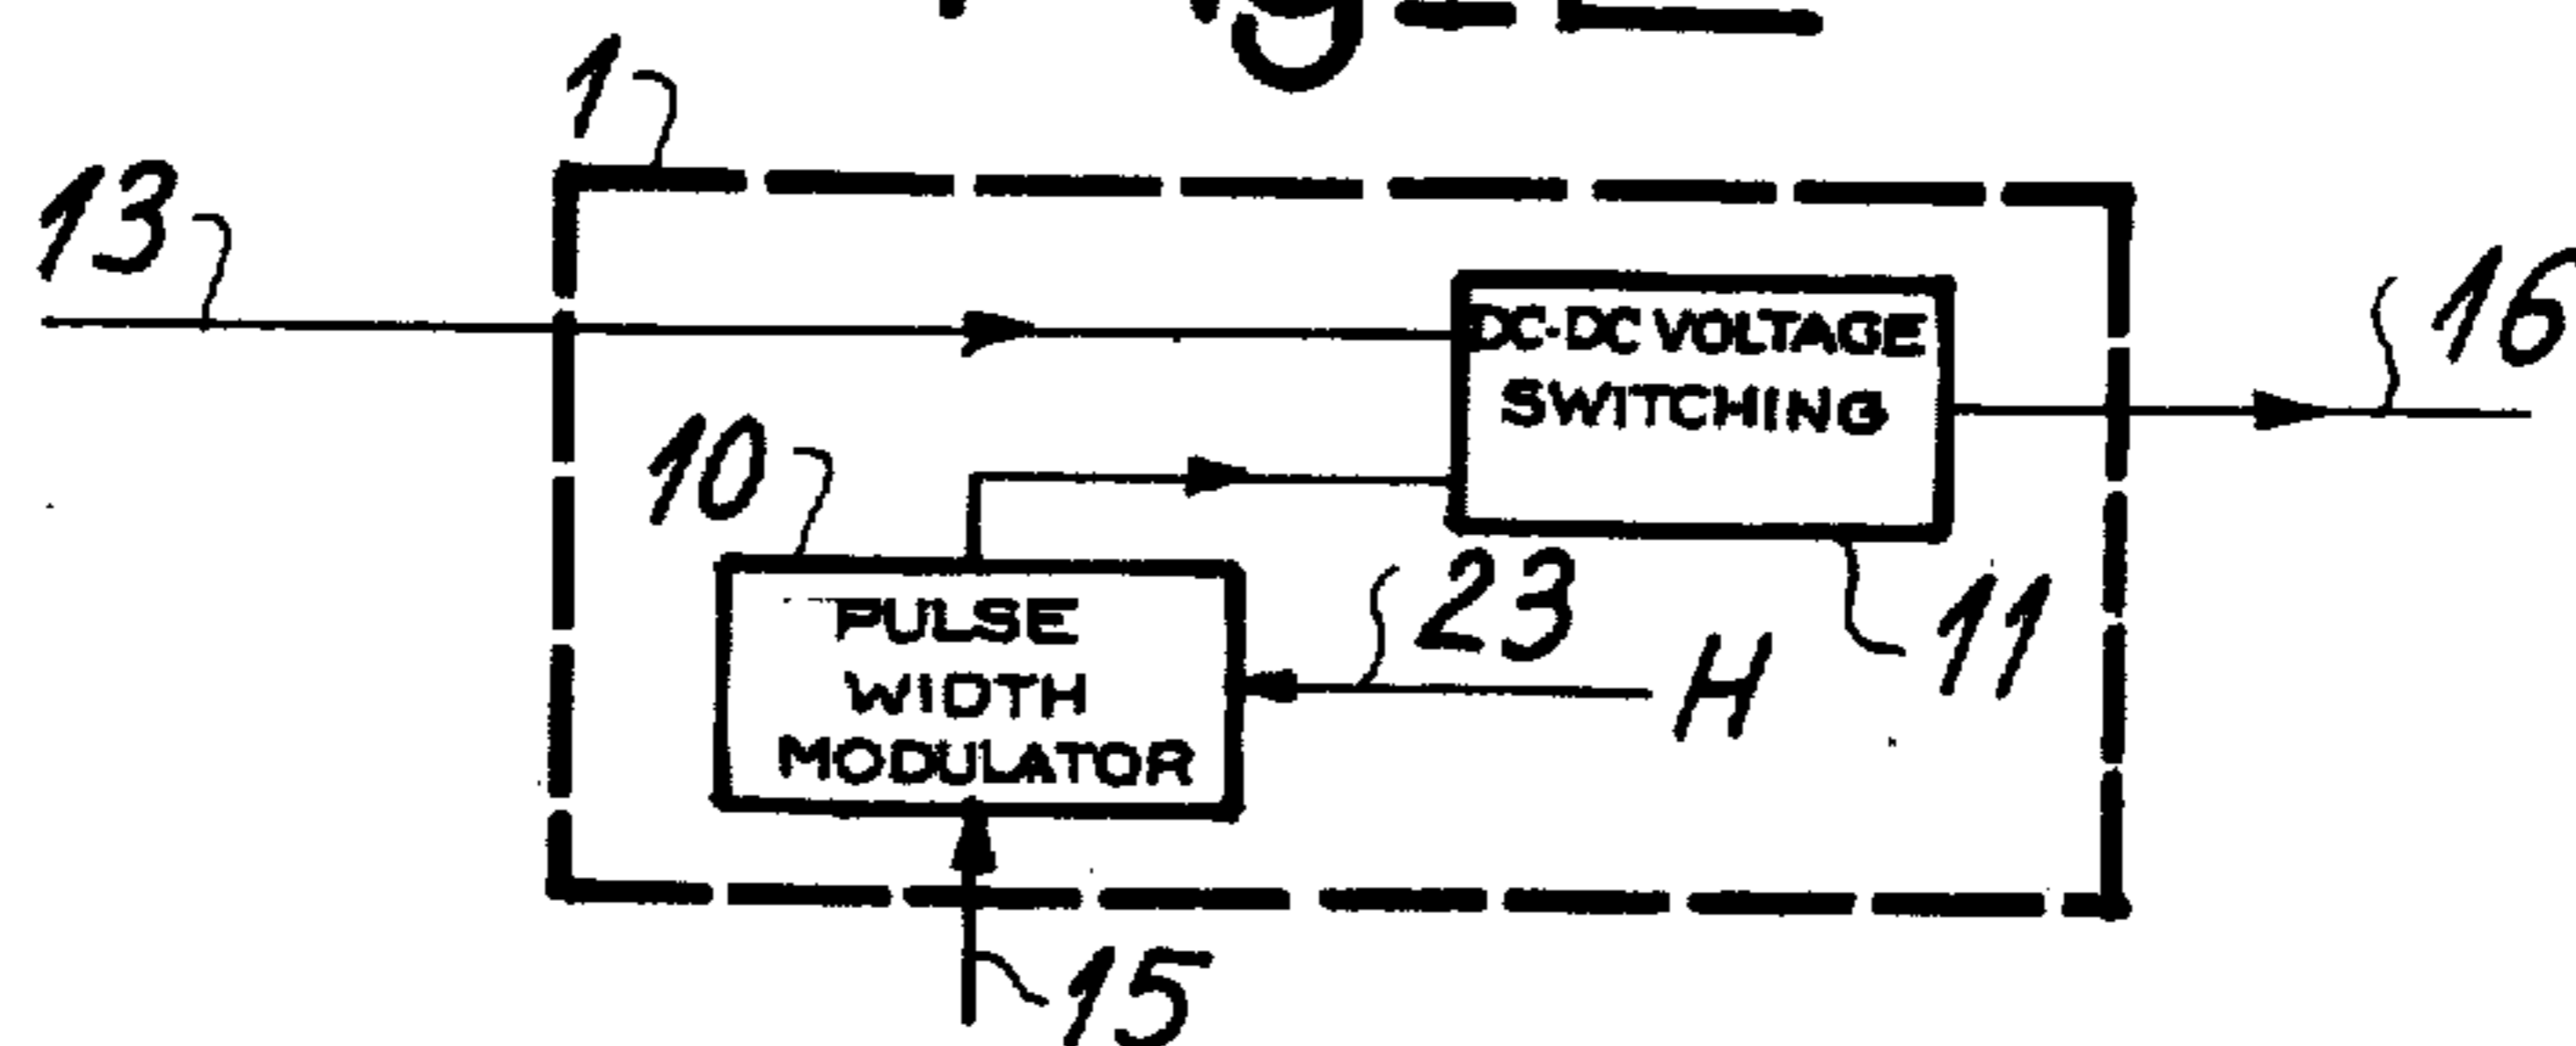 1
13
DC-DC VOLTAGE
SWITCHING
16
10
23
11
PULSE
WIDTH
MODULATOR
H
15